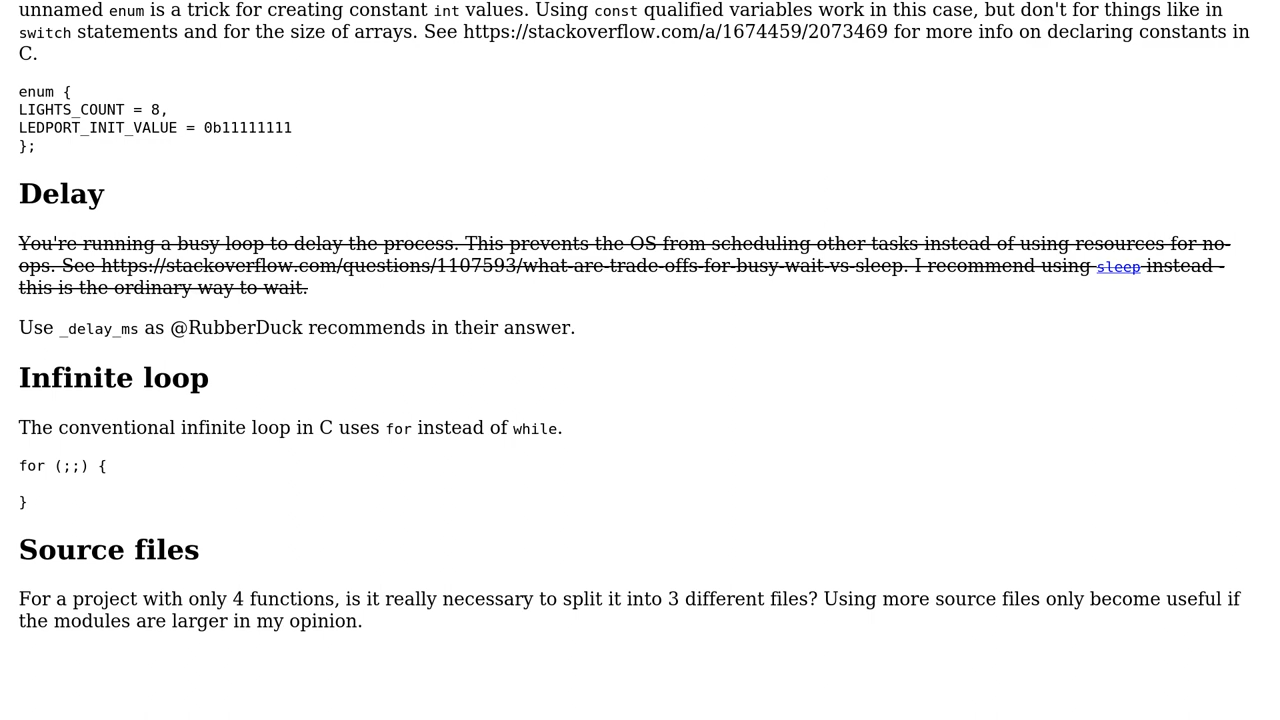 unnamed enum is a trick for creating constant int values. Using const qualified variables work in this case, but don't for things like in
switch statements and for the size of arrays. See https://stackoverflow.com/a/1674459/2073469 for more info on declaring constants in
C.
enum {
LIGHTS_COUNT = 8,
LEDPORT_INIT_VALUE = 0b11111111
};
Delay
You're running a busy loop to delay the process. This prevents the OS from scheduling other tasks instead of using resources for no-
ops. See https://stackoverflow.com/questions/1107593/what-are-trade-offs-for-busy-wait-vs-sleep. I recommend using sleep instead -
this is the ordinary way to wait.
Use _delay_ms as @RubberDuck recommends in their answer.
Infinite loop
The conventional infinite loop in C uses for instead of while.
for (;;) {
}
Source files
For a project with only 4 functions, is it really necessary to split it into 3 different files? Using more source files only become useful if
the modules are larger in my opinion.